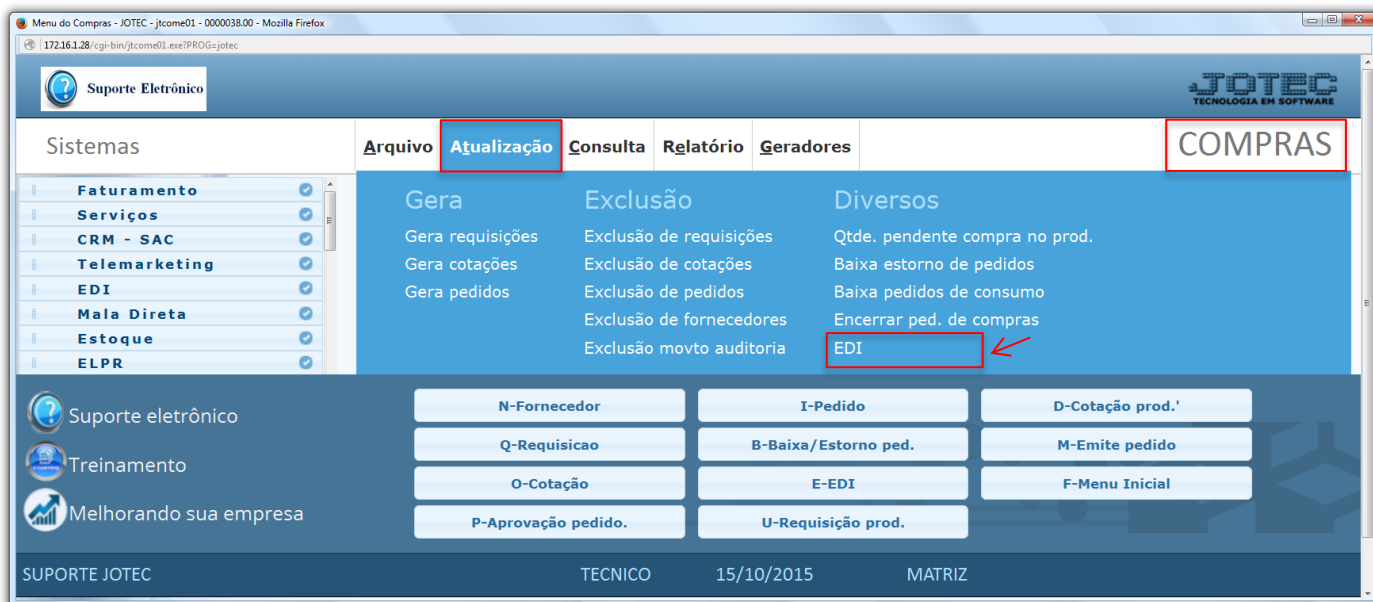 Menu do Compras - JOTEC - jtcome01 - 0000038.00 - Mozilla Firefox
172.16.1.28/cgi-bin/jtcome01.exe?PROG=jotec
Suporte Eletrônico
JOTEC
TECNOLOGIA EM SOFTWARE
Sistemas
Arquivo Atualização Consulta Relatório Geradores
COMPRAS
Faturamento
Serviços
CRM - SAC
Telemarketing
EDI
Mala Direta
Estoque
ELPR
Gera Exclusão Diversos
Gera requisições Exclusão de requisições Qtde. pendente compra no prod.
Gera cotações Exclusão de cotações Baixa estorno de pedidos
Gera pedidos Exclusão de pedidos Baixa pedidos de consumo
Exclusão de fornecedores Encerrar ped. de compras
Exclusão movto auditoria EDI
Suporte eletrônico
Treinamento
Melhorando sua empresa
N-Fornecedor I-Pedido D-Cotação prod.'
Q-Requisicao B-Baixa/Estorno ped. M-Emite pedido
O-Cotação E-EDI F-Menu Inicial
P-Aprovação pedido. U-Requisição prod.
SUPORTE JOTEC TECNICO 15/10/2015 MATRIZ